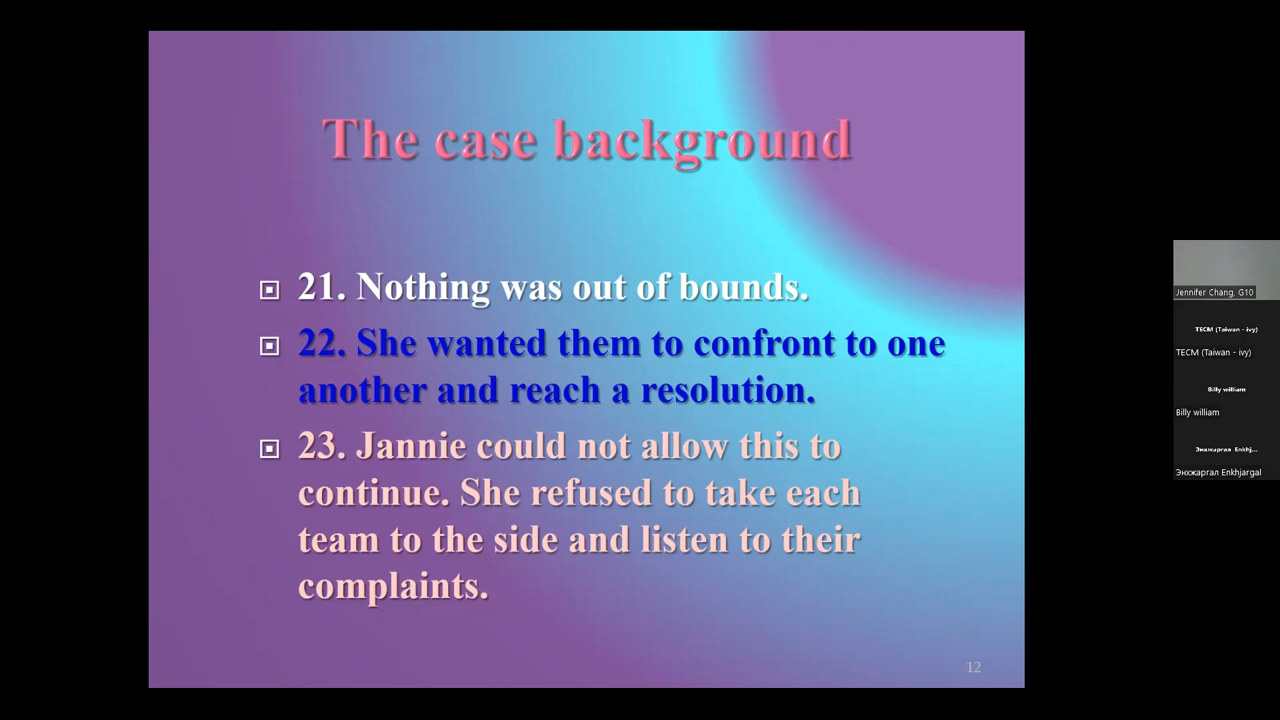 The case background
21. Nothing was out of bounds.
22. She wanted them to confront to one
another and reach a resolution.
23. Jannie could not allow this to
continue. She refused to take each
team to the side and listen to their
complaints.
12
Jennifer Chang, G10
TECM (Taiwan - ivy)
TECM (Taiwan - ivy)
Billy william
Billy william
Энхжаргал Enkhj...
Энхжаргал Enkhjargal